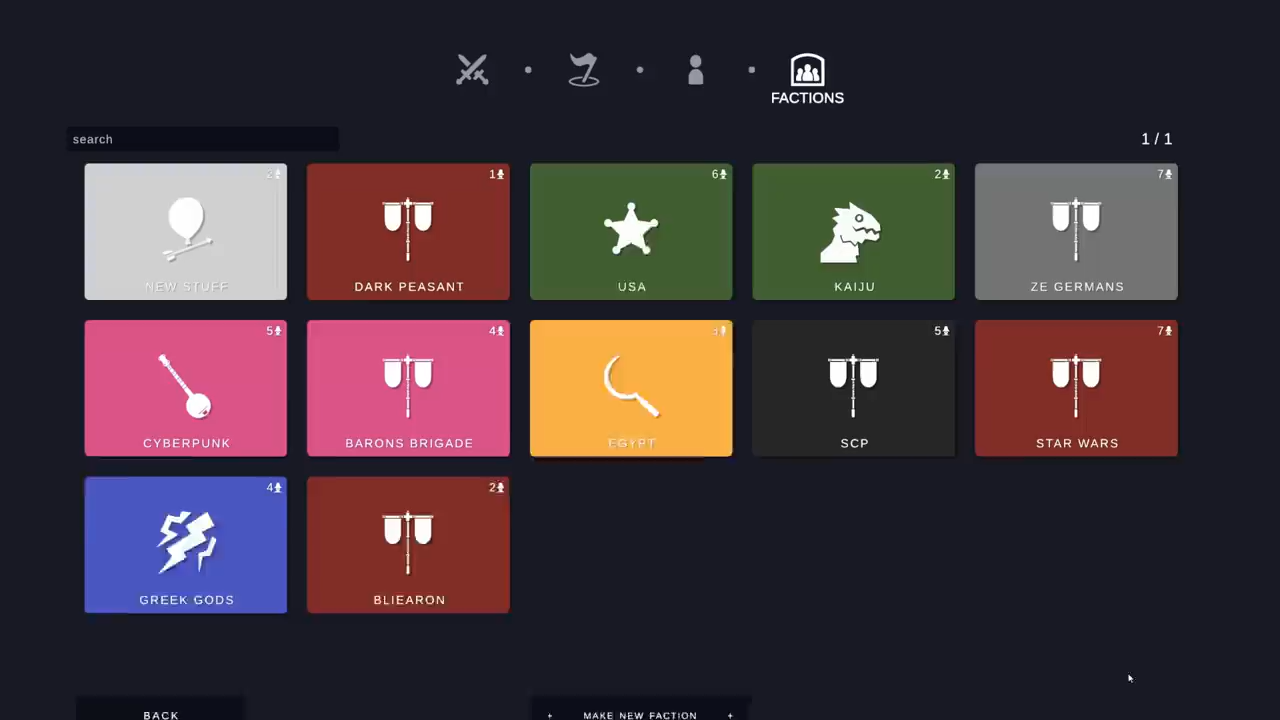 FACTIONS
search
1 / 1
2
1
6
2
7
NEW STUFF
DARK PEASANT
USA
KAIJU
ZE GERMANS
5
4
5
7
CYBERPUNK
BARONS BRIGADE
EGYPT
SCP
STAR WARS
4
2
GREEK GODS
BLIEARON
BACK
+ MAKE NEW FACTION +